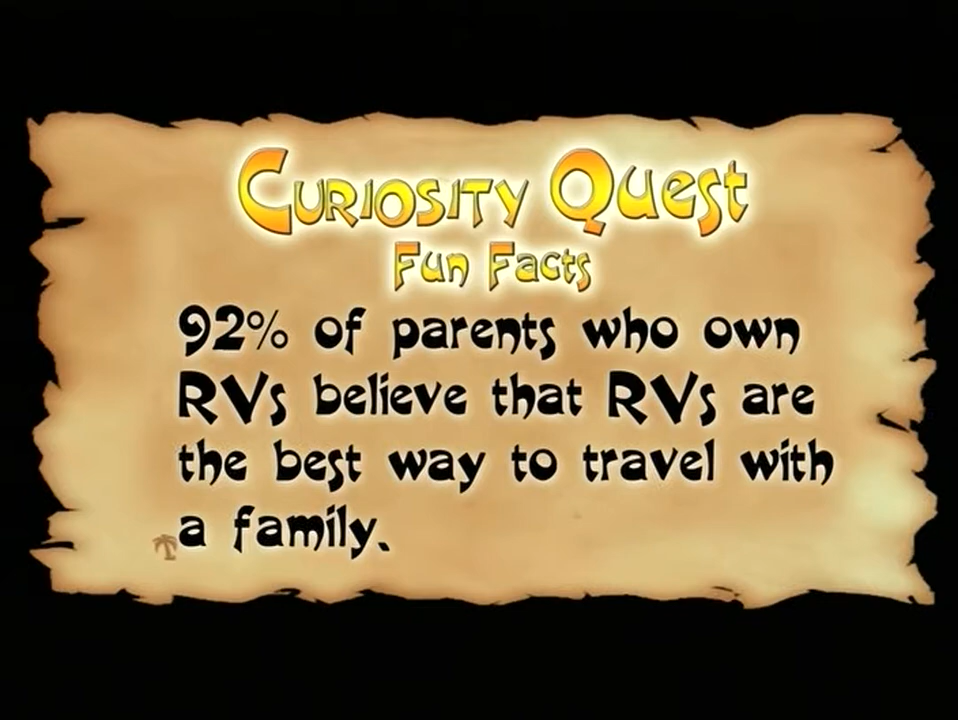 Curiosity Quest
Fun Facts
92% of parents who own
RVs believe that RVs are
the best way to travel with
a family.